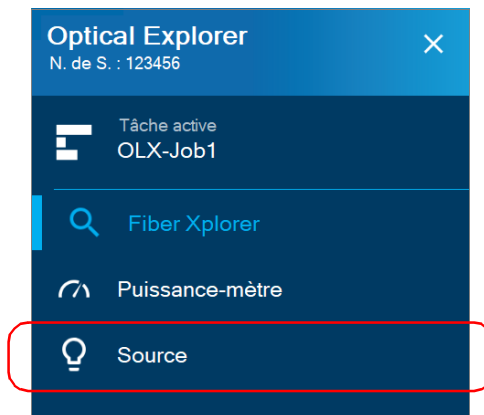 Optical Explorer
N. de S. : 123456
Tâche active
OLX-Job1
Fiber Xplorer
Puissance-mètre
Source